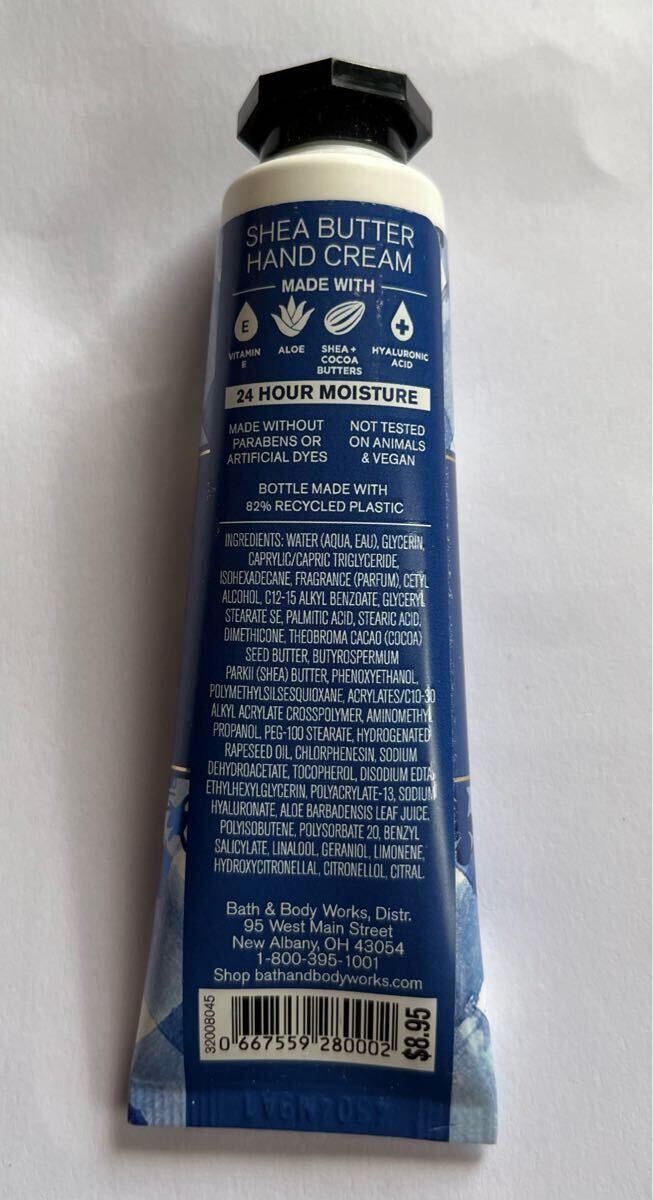 SHEA BUTTER
HAND CREAM
MADE WITH
E
VITAMIN
E
ALOE
SHEA +
COCOA
BUTTERS
HYALURONIC
ACID
24 HOUR MOISTURE
MADE WITHOUT
PARABENS OR
ARTIFICIAL DYES
NOT TESTED
ON ANIMALS
& VEGAN
BOTTLE MADE WITH
82% RECYCLED PLASTIC
INGREDIENTS: WATER (AQUA, EAU), GLYCERIN,
CAPRYLIC/CAPRIC TRIGLYCERIDE,
ISOHEXADECANE, FRAGRANCE (PARFUM), CETYL
ALCOHOL, C12-15 ALKYL BENZOATE, GLYCERYL
STEARATE SE, PALMITIC ACID, STEARIC ACID,
DIMETHICONE, THEOBROMA CACAO (COCOA)
SEED BUTTER, BUTYROSPERMUM
PARKII (SHEA) BUTTER, PHENOXYETHANOL,
POLYMETHYLSILSESQUIOXANE, ACRYLATES/C10-30
ALKYL ACRYLATE CROSSPOLYMER, AMINOMETHYL
PROPANOL, PEG-100 STEARATE, HYDROGENATED
RAPESEED OIL, CHLORPHENESIN, SODIUM
DEHYDROACETATE, TOCOPHEROL, DISODIUM EDTA,
ETHYLHEXYLGLYCERIN, POLYACRYLATE-13, SODIUM
HYALURONATE, ALOE BARBADENSIS LEAF JUICE,
POLYISOBUTENE, POLYSORBATE 20, BENZYL
SALICYLATE, LINALOOL, GERANIOL, LIMONENE,
HYDROXYCITRONELLAL, CITRONELLOL, CITRAL.
Bath & Body Works, Distr.
95 West Main Street
New Albany, OH 43054
1-800-395-1001
Shop bathandbodyworks.com
32008045
0 667559 280002
$8.95